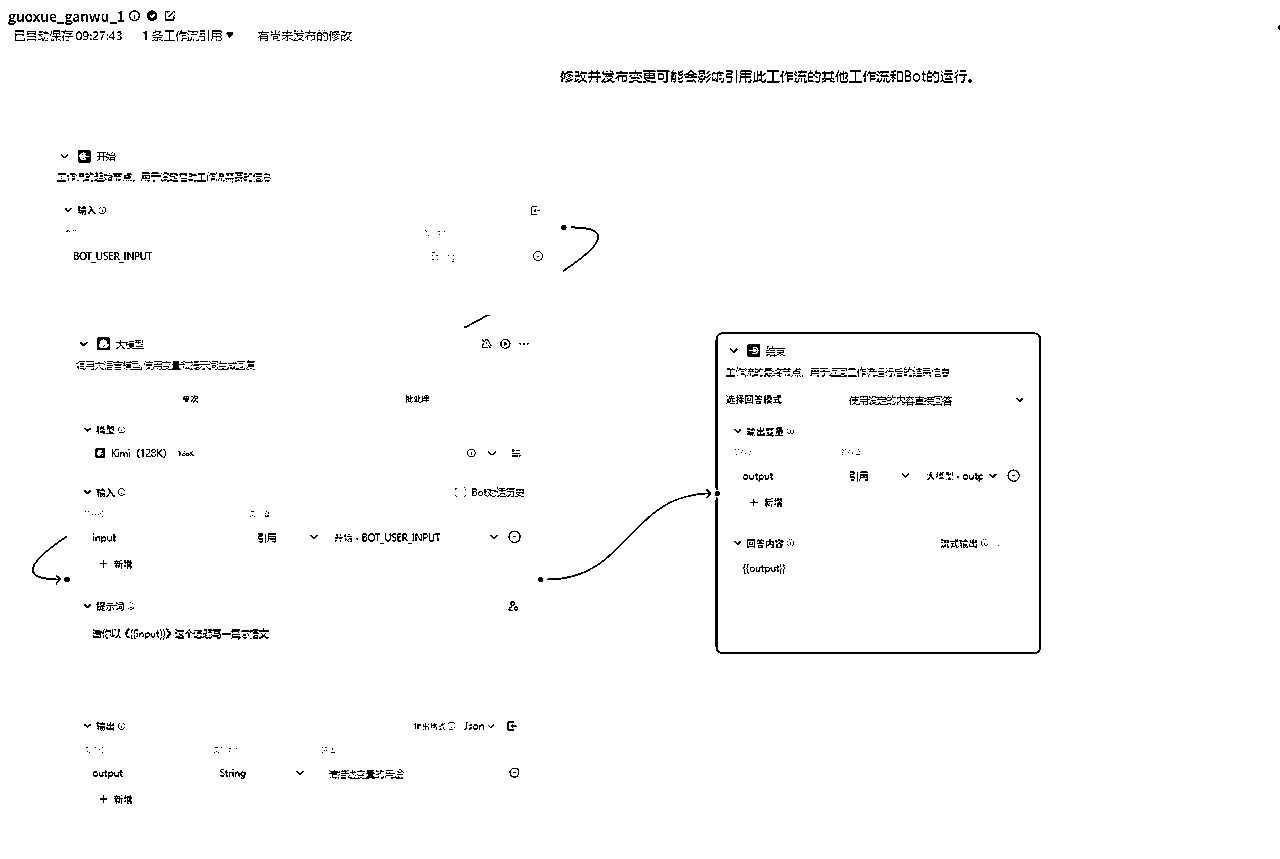 guoxue_ganwu_1
已自动保存 09:27:43 1 条工作流引用 有尚未发布的修改
修改并发布变更可能会影响引用此工作流的其他工作流和Bot的运行。
开始
工作流的起始节点，用于设定启动工作流需要的信息
输入
BOT_USER_INPUT
String
大模型
调用大语言模型,使用变量和提示词生成回复
单次 批处理
模型
Kimi (128K)
输入 Bot对话历史
input 引用 开始 - BOT_USER_INPUT
+ 新增
提示词
请你以《{{input}}》这个话题写一篇小语文
输出 输出格式 Json
output String 请描述变量的用途
+ 新增
结束
工作流的最终节点，用于返回工作流运行后的结果信息
选择回答模式 使用设定的内容直接回答
输出变量
output 引用 大模型 - outp
+ 新增
回答内容 流式输出
{{output}}